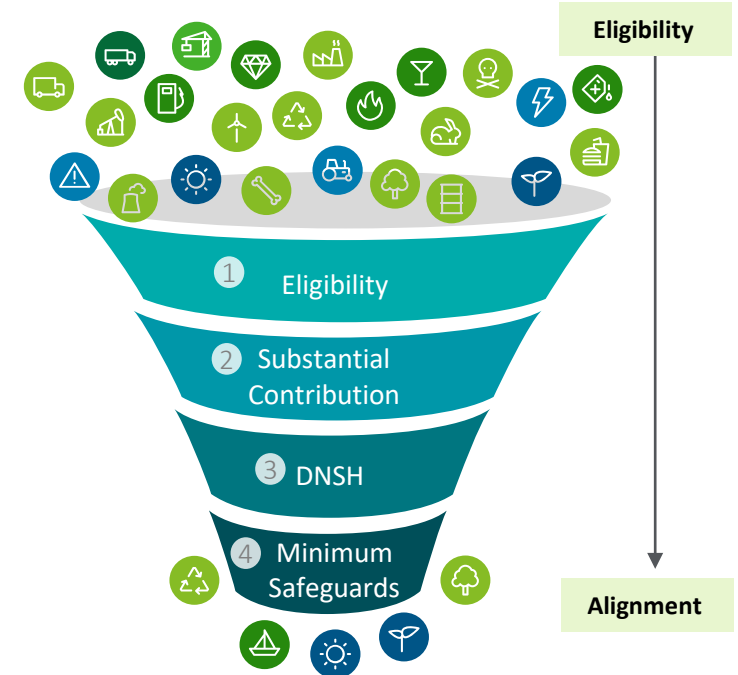 Eligibility
1
Eligibility
2 Substantial
Contribution
3 DNSH
4 Minimum
Safeguards
Alignment